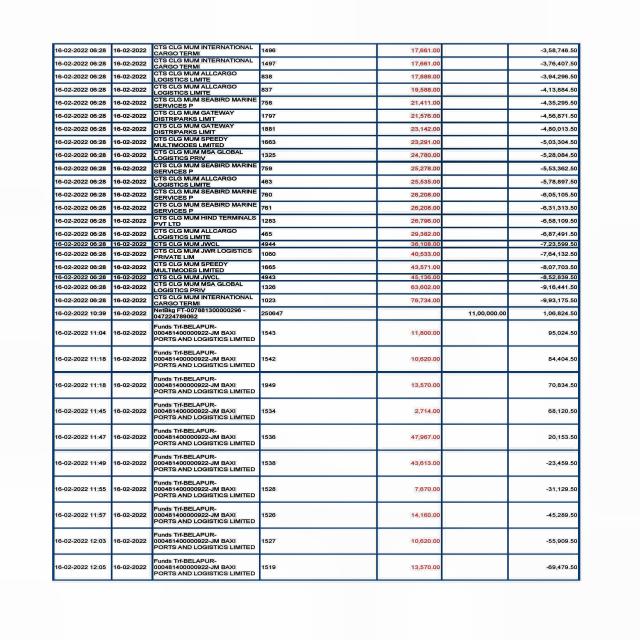 16-02-2022 06:28 16-02-2022 CTS CLG MUM INTERNATIONAL 1496 17,661.00 -3,58,746.50
CARGO TERMI
16-02-2022 06:28 16-02-2022 CTS CLG MUM INTERNATIONAL 1497 17,661.00 -3,76,407.50
CARGO TERMI
16-02-2022 06:28 16-02-2022 CTS CLG MUM ALLCARGO 838 17,889.00 -3,94,296.50
LOGISTICS LIMITE
16-02-2022 06:28 16-02-2022 CTS CLG MUM ALLCARGO 837 19,588.00 -4,13,884.50
LOGISTICS LIMITE
16-02-2022 06:28 16-02-2022 CTS CLG MUM SEABIRD MARINE 758 21,411.00 -4,35,295.50
SERVICES P
16-02-2022 06:28 16-02-2022 CTS CLG MUM GATEWAY 1797 21,576.00 -4,56,871.50
DISTRIPARKS LIMIT
16-02-2022 06:28 16-02-2022 CTS CLG MUM GATEWAY 1881 23,142.00 -4,80,013.50
DISTRIPARKS LIMIT
16-02-2022 06:28 16-02-2022 CTS CLG MUM SPEEDY 1663 23,291.00 -5,03,304.50
MULTIMODES LIMITED
16-02-2022 06:28 16-02-2022 CTS CLG MUM MSA GLOBAL 1325 24,780.00 -5,28,084.50
LOGISTICS PRIV
16-02-2022 06:28 16-02-2022 CTS CLG MUM SEABIRD MARINE 759 25,278.00 -5,53,362.50
SERVICES P
16-02-2022 06:28 16-02-2022 CTS CLG MUM ALLCARGO 463 25,535.00 -5,78,897.50
LOGISTICS LIMITE
16-02-2022 06:28 16-02-2022 CTS CLG MUM SEABIRD MARINE 760 26,208.00 -6,05,105.50
SERVICES P
16-02-2022 06:28 16-02-2022 CTS CLG MUM SEABIRD MARINE 761 26,208.00 -6,31,313.50
SERVICES P
16-02-2022 06:28 16-02-2022 CTS CLG MUM HIND TERMINALS 1283 26,796.00 -6,58,109.50
PVT LTD
16-02-2022 06:28 16-02-2022 CTS CLG MUM ALLCARGO 465 29,382.00 -6,87,491.50
LOGISTICS LIMITE
16-02-2022 06:28 16-02-2022 CTS CLG MUM JWCL 4944 36,108.00 -7,23,599.50
16-02-2022 06:28 16-02-2022 CTS CLG MUM JWR LOGISTICS 1080 40,533.00 -7,64,132.50
PRIVATE LIM
16-02-2022 06:28 16-02-2022 CTS CLG MUM SPEEDY 1665 43,571.00 -8,07,703.50
MULTIMODES LIMITED
16-02-2022 06:28 16-02-2022 CTS CLG MUM JWCL 4943 45,136.00 -8,52,839.50
16-02-2022 06:28 16-02-2022 CTS CLG MUM MSA GLOBAL 1326 63,602.00 -9,16,441.50
LOGISTICS PRIV
16-02-2022 06:28 16-02-2022 CTS CLG MUM INTERNATIONAL 1023 76,734.00 -9,93,175.50
CARGO TERMI
16-02-2022 10:39 16-02-2022 NetBkg FT-007881300000296 - 250647 11,00,000.00 1,06,824.50
047224789062
Funds Trf-BELAPUR-
16-02-2022 11:04 16-02-2022 000481400000922-JM BAXI 1543 11,800.00 95,024.50
PORTS AND LOGISTICS LIMITED
Funds Trf-BELAPUR-
16-02-2022 11:18 16-02-2022 000481400000922-JM BAXI 1542 10,620.00 84,404.50
PORTS AND LOGISTICS LIMITED
Funds Trf-BELAPUR-
16-02-2022 11:18 16-02-2022 000481400000922-JM BAXI 1949 13,570.00 70,834.50
PORTS AND LOGISTICS LIMITED
Funds Trf-BELAPUR-
16-02-2022 11:45 16-02-2022 000481400000922-JM BAXI 1534 2,714.00 68,120.50
PORTS AND LOGISTICS LIMITED
Funds Trf-BELAPUR-
16-02-2022 11:47 16-02-2022 000481400000922-JM BAXI 1536 47,967.00 20,153.50
PORTS AND LOGISTICS LIMITED
Funds Trf-BELAPUR-
16-02-2022 11:49 16-02-2022 000481400000922-JM BAXI 1538 43,613.00 -23,459.50
PORTS AND LOGISTICS LIMITED
Funds Trf-BELAPUR-
16-02-2022 11:55 16-02-2022 000481400000922-JM BAXI 1528 7,670.00 -31,129.50
PORTS AND LOGISTICS LIMITED
Funds Trf-BELAPUR-
16-02-2022 11:57 16-02-2022 000481400000922-JM BAXI 1526 14,160.00 -45,289.50
PORTS AND LOGISTICS LIMITED
Funds Trf-BELAPUR-
16-02-2022 12:03 16-02-2022 000481400000922-JM BAXI 1527 10,620.00 -55,909.50
PORTS AND LOGISTICS LIMITED
Funds Trf-BELAPUR-
16-02-2022 12:05 16-02-2022 000481400000922-JM BAXI 1519 13,570.00 -69,479.50
PORTS AND LOGISTICS LIMITED